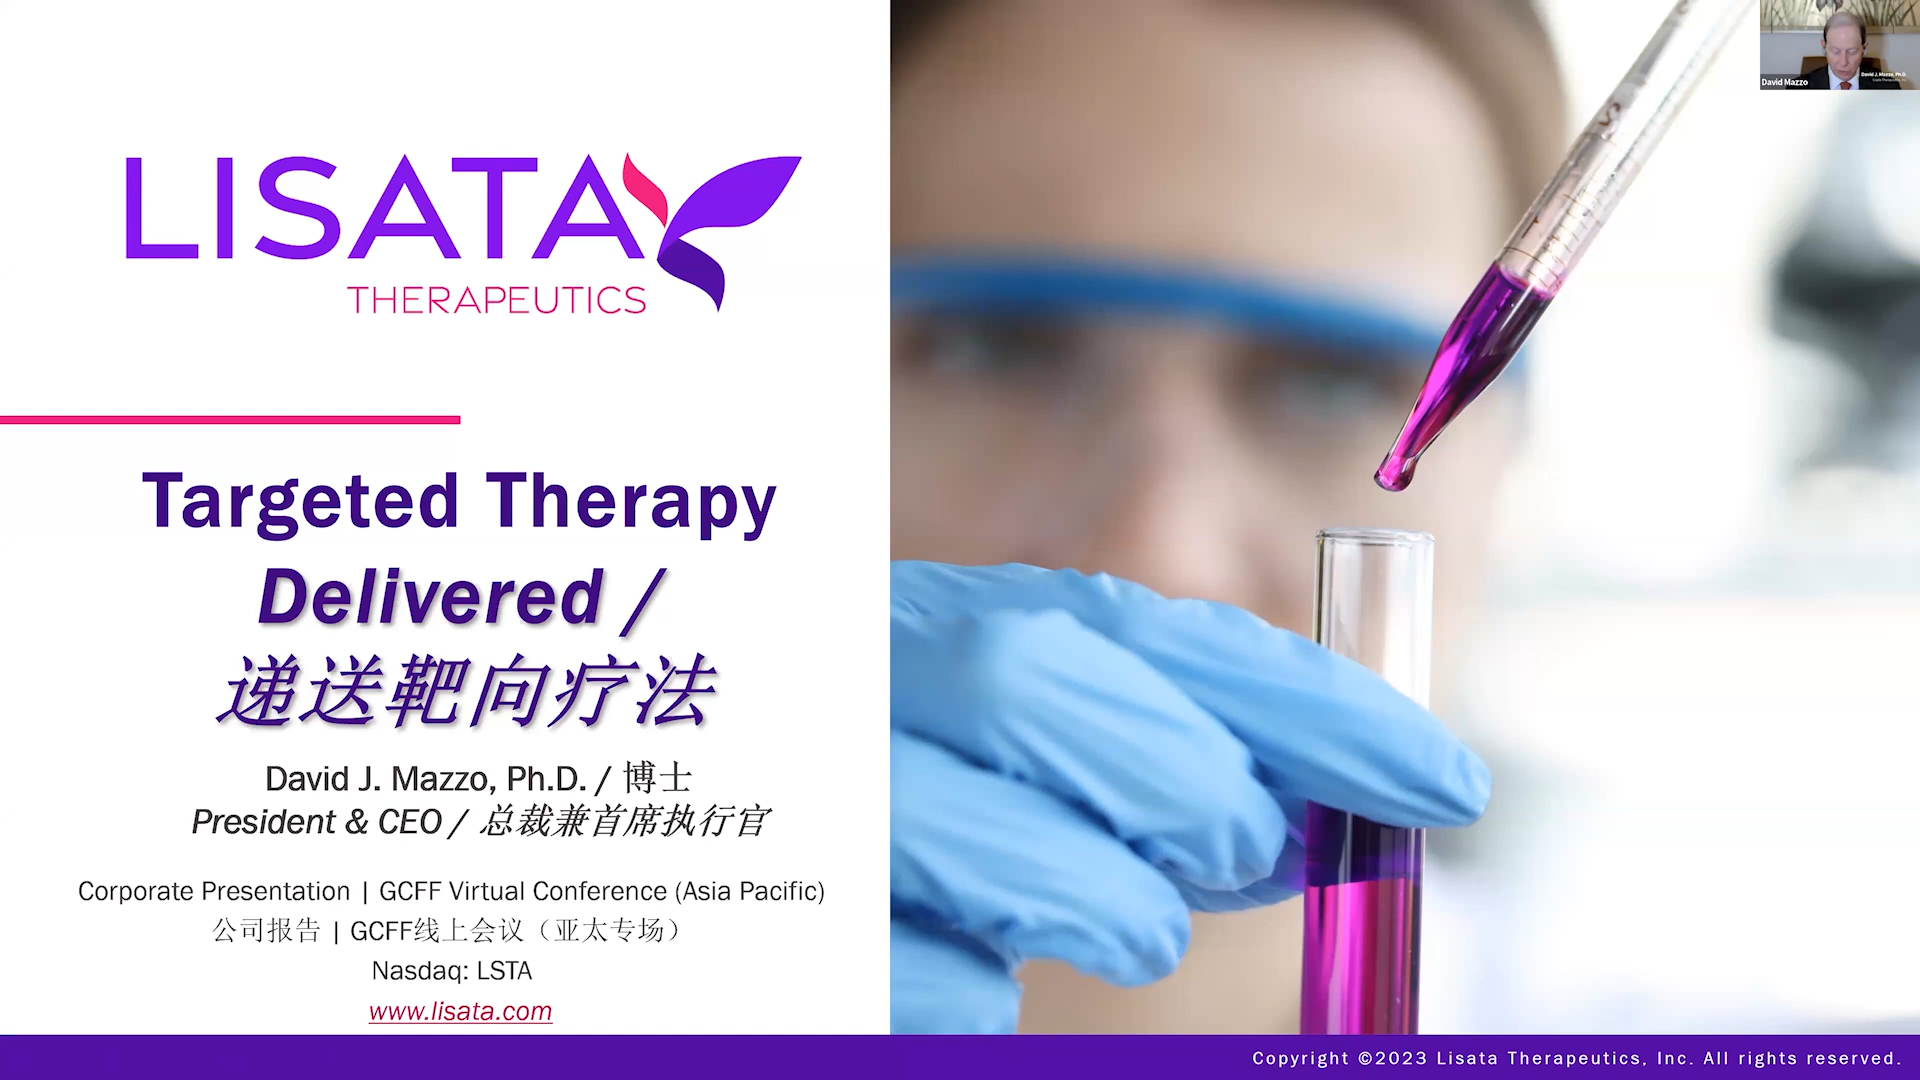 LISATA
THERAPEUTICS
Targeted Therapy
Delivered /
递送靶向疗法
David J. Mazzo, Ph.D. / 博士
President & CEO / 总裁兼首席执行官
Corporate Presentation | GCFF Virtual Conference (Asia Pacific)
公司报告 | GCFF线上会议（亚太专场）
Nasdaq: LSTA
www.lisata.com
David Mazzo
David J. Mazzo, Ph.D.
Copyright ©2023 Lisata Therapeutics, Inc. All rights reserved.